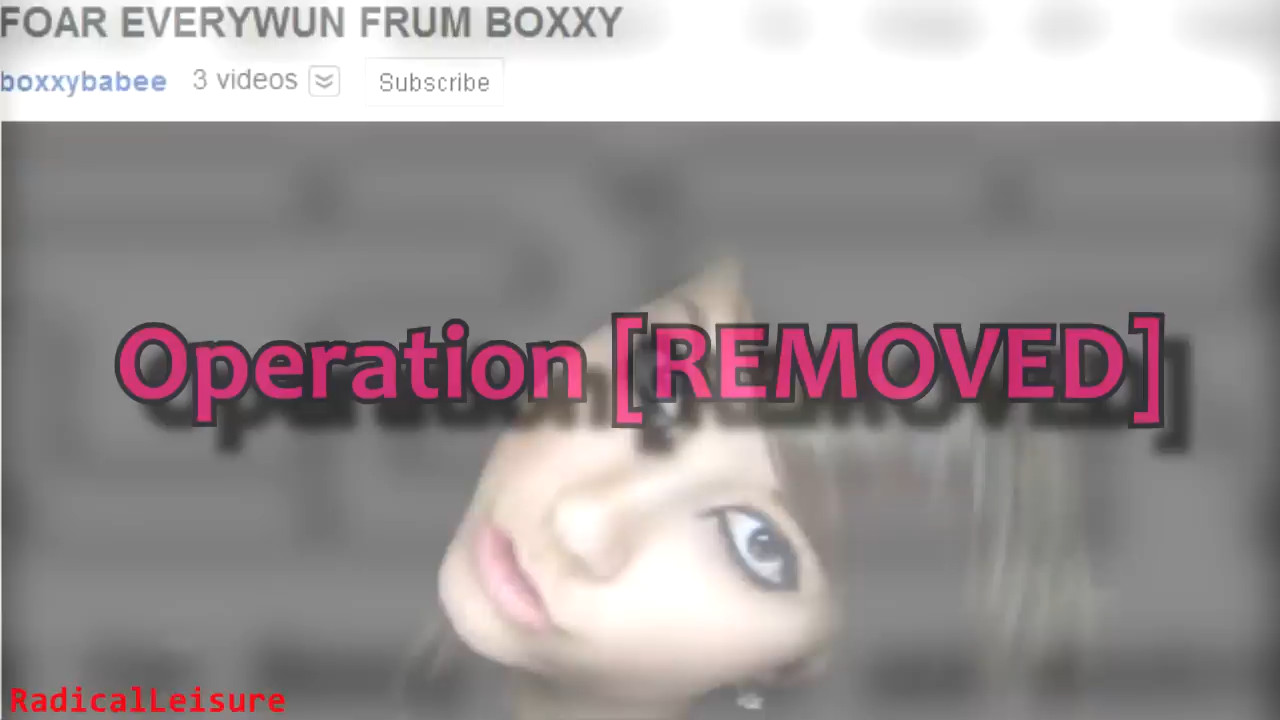 FOAR EVERYWUN FRUM BOXXY
boxxybabee 3 videos Subscribe
Operation [REMOVED]
RadicalLeisure